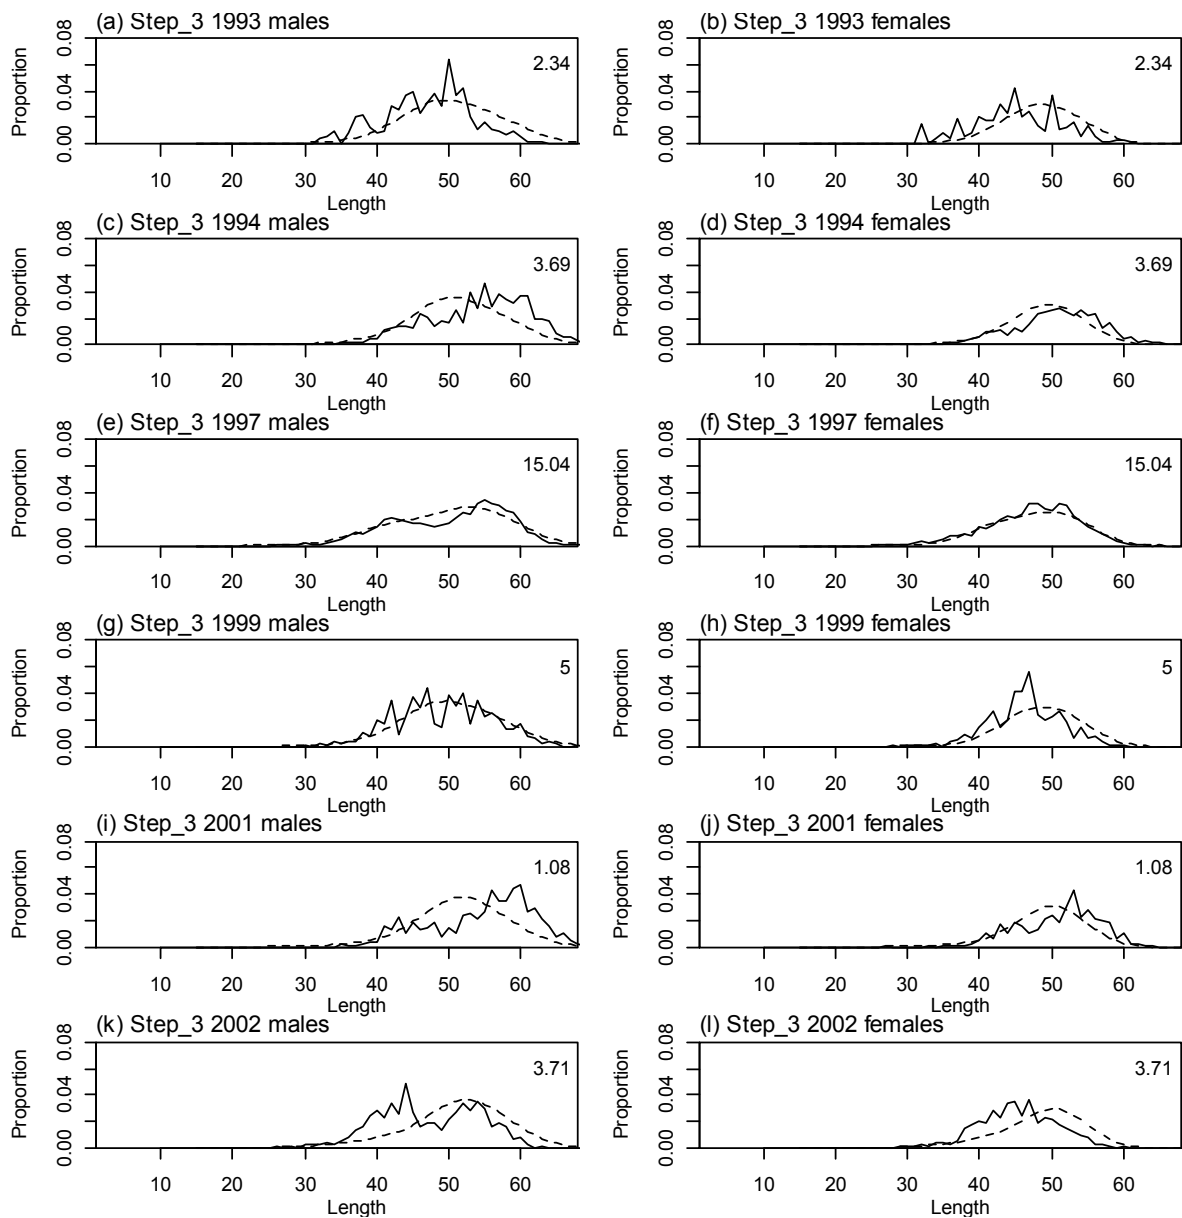 (a) Step_3 1993 males
0.08
0.04
0.00
Proportion
2.34
10 20 30 40 50 60
Length
(b) Step_3 1993 females
0.08
0.04
0.00
Proportion
2.34
10 20 30 40 50 60
Length
(c) Step_3 1994 males
0.08
0.04
0.00
Proportion
3.69
10 20 30 40 50 60
Length
(d) Step_3 1994 females
0.08
0.04
0.00
Proportion
3.69
10 20 30 40 50 60
Length
(e) Step_3 1997 males
0.08
0.04
0.00
Proportion
15.04
10 20 30 40 50 60
Length
(f) Step_3 1997 females
0.08
0.04
0.00
Proportion
15.04
10 20 30 40 50 60
Length
(g) Step_3 1999 males
0.08
0.04
0.00
Proportion
5
10 20 30 40 50 60
Length
(h) Step_3 1999 females
0.08
0.04
0.00
Proportion
5
10 20 30 40 50 60
Length
(i) Step_3 2001 males
0.08
0.04
0.00
Proportion
1.08
10 20 30 40 50 60
Length
(j) Step_3 2001 females
0.08
0.04
0.00
Proportion
1.08
10 20 30 40 50 60
Length
(k) Step_3 2002 males
0.08
0.04
0.00
Proportion
3.71
10 20 30 40 50 60
Length
(l) Step_3 2002 females
0.08
0.04
0.00
Proportion
3.71
10 20 30 40 50 60
Length